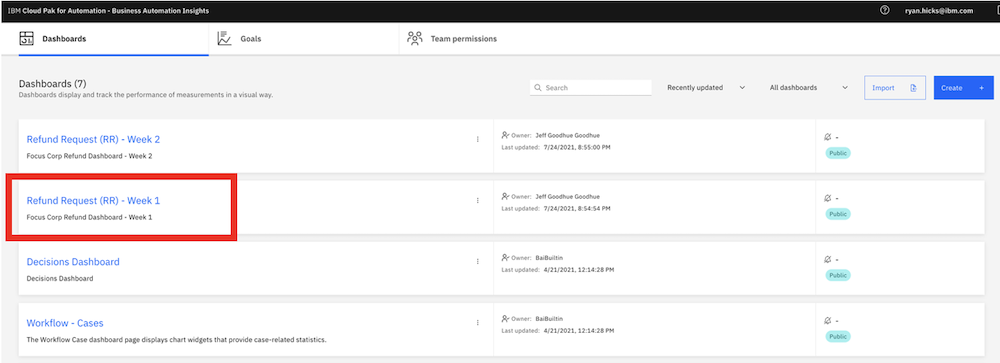 IBM Cloud Pak for Automation - Business Automation Insights
ryan.hicks@ibm.com
Dashboards
Goals
Team permissions
Dashboards (7)
Dashboards display and track the performance of measurements in a visual way.
Search
Recently updated
All dashboards
Import
Create +
Refund Request (RR) - Week 2
Focus Corp Refund Dashboard - Week 2
Owner: Jeff Goodhue Goodhue
Last updated: 7/24/2021, 8:55:00 PM
-
Public
Refund Request (RR) - Week 1
Focus Corp Refund Dashboard - Week 1
Owner: Jeff Goodhue Goodhue
Last updated: 7/24/2021, 8:54:54 PM
-
Public
Decisions Dashboard
Decisions Dashboard
Owner: BaiBuiltin
Last updated: 4/21/2021, 12:14:28 PM
-
Public
Workflow - Cases
The Workflow Case dashboard page displays chart widgets that provide case-related statistics.
Owner: BaiBuiltin
Last updated: 4/21/2021, 12:14:28 PM
-
Public